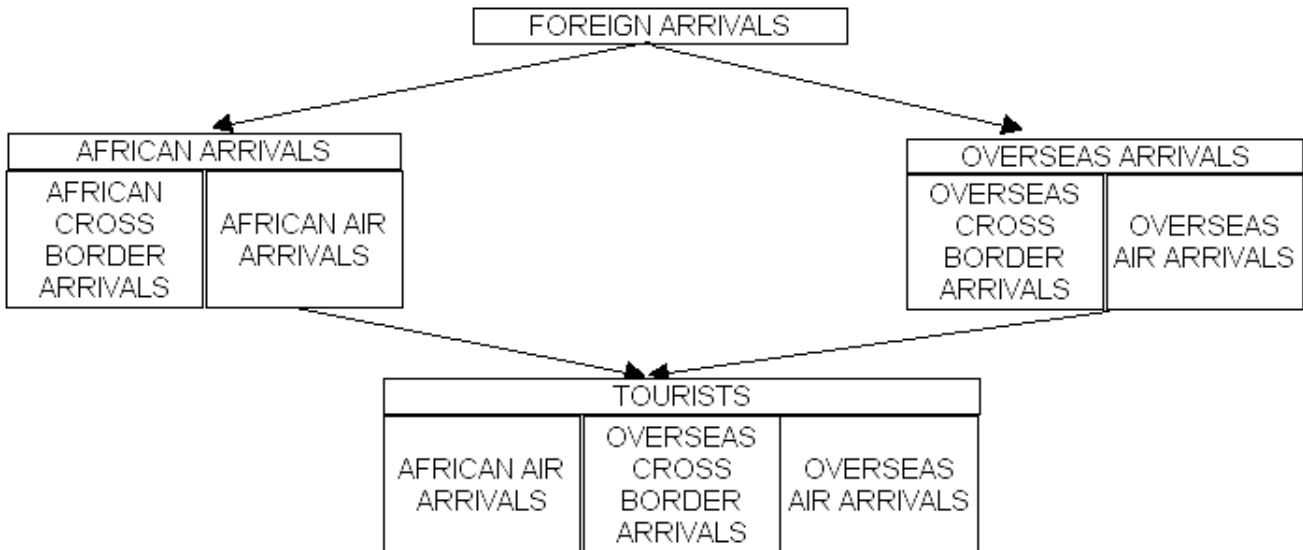 FOREIGN ARRIVALS
AFRICAN ARRIVALS
AFRICAN
CROSS
BORDER
ARRIVALS
AFRICAN AIR
ARRIVALS
OVERSEAS ARRIVALS
OVERSEAS
CROSS
BORDER
ARRIVALS
OVERSEAS
AIR ARRIVALS
TOURISTS
AFRICAN AIR
ARRIVALS
OVERSEAS
CROSS
BORDER
ARRIVALS
OVERSEAS
AIR ARRIVALS